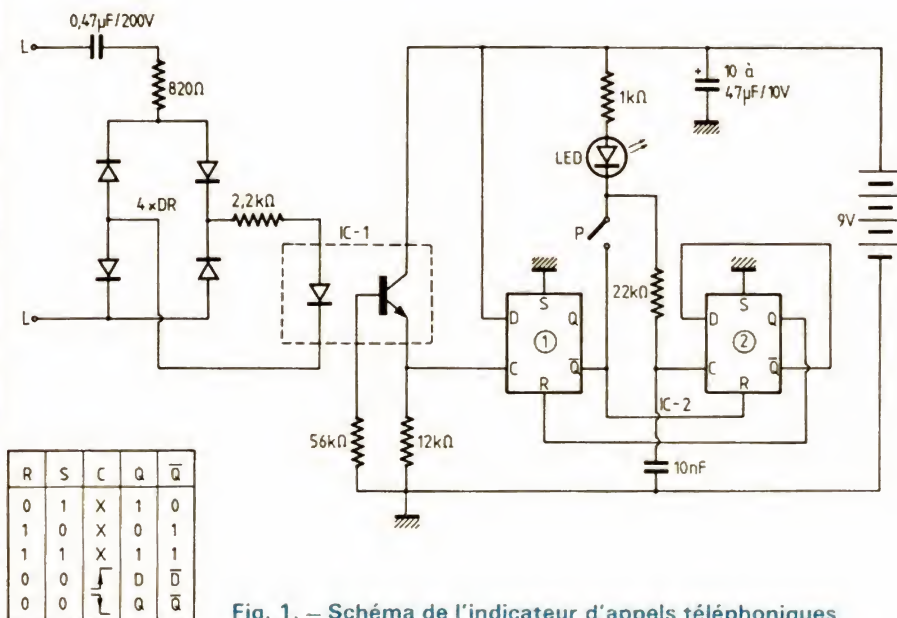 0,47µF/200V
L
820Ω
4xDR
2,2kΩ
L
IC-1
56kΩ
12kΩ
1kΩ
LED
P
22kΩ
10 à
47µF/10V
+
9V
S
D Q
①
C Q̅
R
S
D Q
②
C Q̅
R
IC-2
10nF
R S C Q Q̅
0 1 X 1 0
1 0 X 0 1
1 1 X 1 1
0 0 D D̅
0 0 Q Q̅
Fig. 1. – Schéma de l'indicateur d'appels téléphoniques.